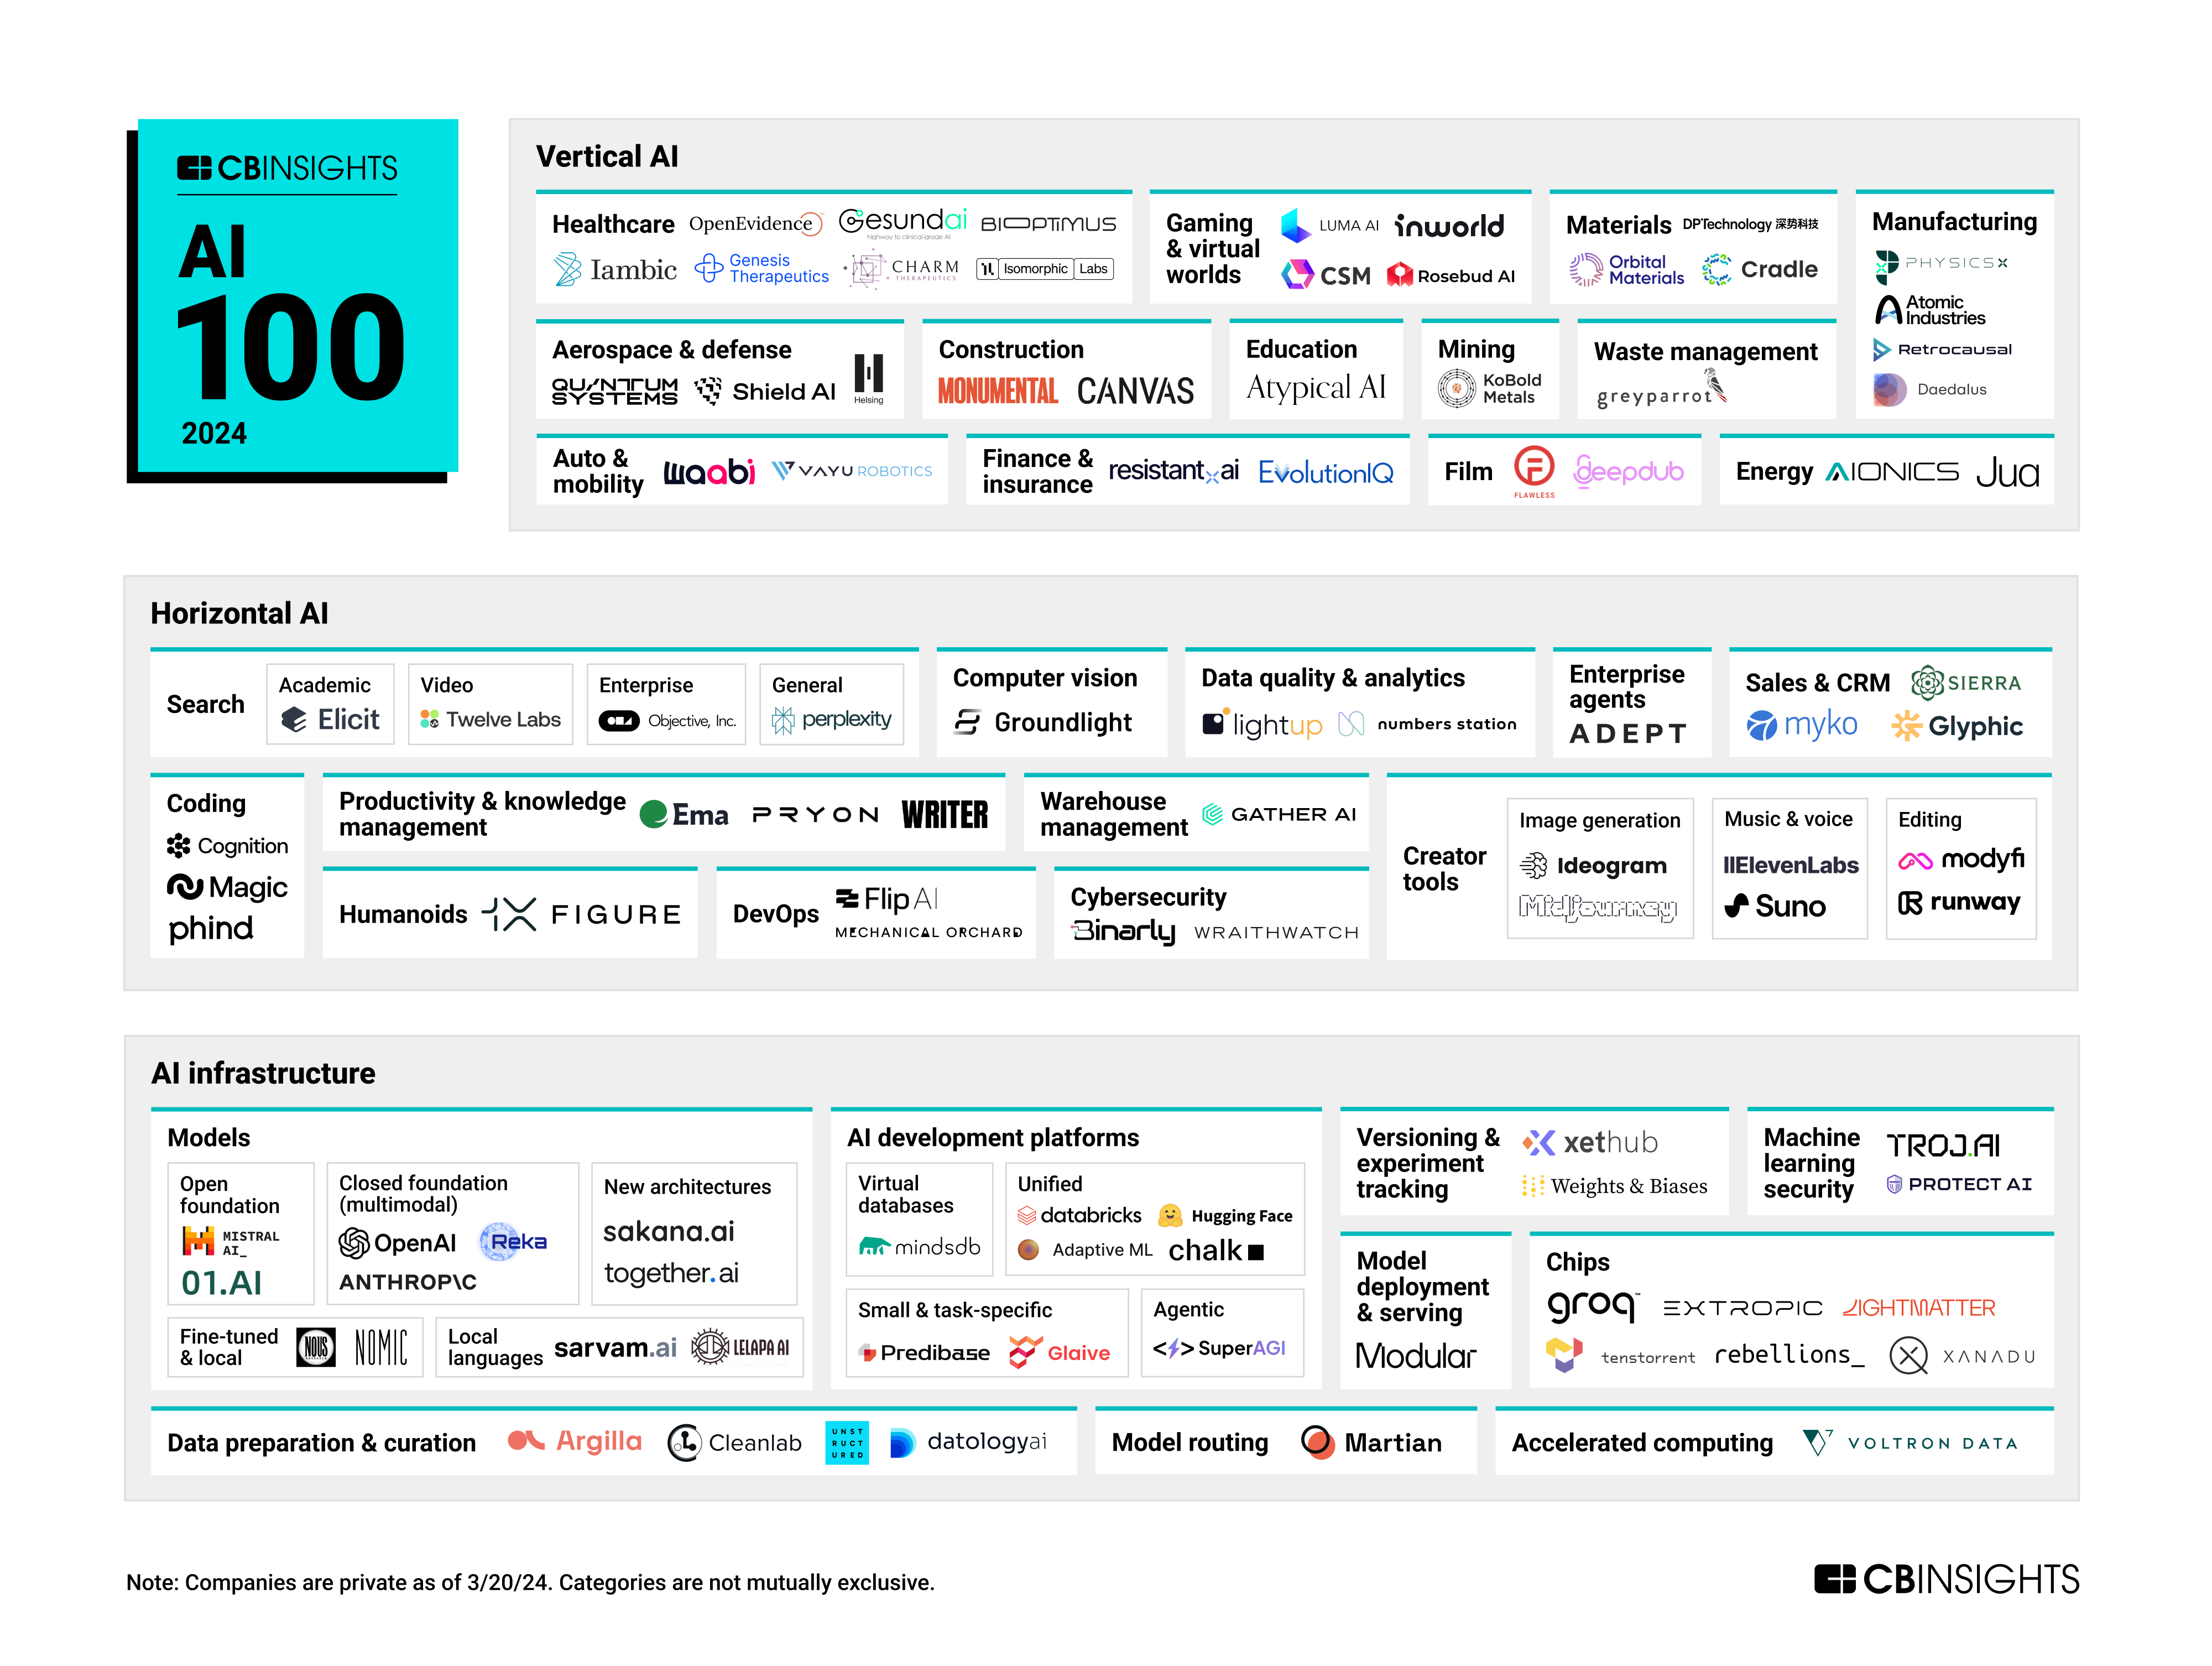 CBINSIGHTS
AI
100
2024
Vertical AI
Healthcare OpenEvidence Gesundai BIOPTIMUS
highway to clinical-grade AI
Iambic Genesis Therapeutics CHARM THERAPEUTICS Isomorphic Labs
Gaming & virtual worlds
LUMA AI inworld
CSM Rosebud AI
Materials DPTechnology 深势科技
Orbital Materials Cradle
Manufacturing
PHYSICSX
Atomic Industries
Retrocausal
Daedalus
Aerospace & defense
QUANTUM SYSTEMS Shield AI Helsing
Construction
MONUMENTAL CANVAS
Education
Atypical AI
Mining
KoBold Metals
Waste management
greyparrot
Auto & mobility
waabi VAYU ROBOTICS
Finance & insurance
resistant.ai EvolutionIQ
Film
FLAWLESS deepdub
Energy AIONICS Jua
Horizontal AI
Search
Academic
Elicit
Video
Twelve Labs
Enterprise
Objective, Inc.
General
perplexity
Computer vision
Groundlight
Data quality & analytics
lightup numbers station
Enterprise agents
ADEPT
Sales & CRM SIERRA
myko Glyphic
Coding
Cognition
Magic
phind
Productivity & knowledge management
Ema PRYON WRITER
Warehouse management
GATHER AI
Humanoids 1X FIGURE
DevOps
Flip AI
MECHANICAL ORCHARD
Cybersecurity
Binarly WRAITHWATCH
Creator tools
Image generation
Ideogram
Midjourney
Music & voice
IIElevenLabs
Suno
Editing
modyfi
runway
AI infrastructure
Models
Open foundation
MISTRAL AI_
01.AI
Closed foundation (multimodal)
OpenAI Reka
ANTHROP\C
New architectures
sakana.ai
together.ai
Fine-tuned & local
NOUS NOMIC
Local languages
sarvam.ai LELAPA AI
AI development platforms
Virtual databases
mindsdb
Unified
databricks Hugging Face
Adaptive ML chalk
Small & task-specific
Predibase Glaive
Agentic
SuperAGI
Versioning & experiment tracking
xethub
Weights & Biases
Machine learning security
TROJ.AI
PROTECT AI
Model deployment & serving
Modular
Chips
groq™ EXTROPIC LIGHTMATTER
tenstorrent rebellions_ XANADU
Data preparation & curation Argilla Cleanlab UNSTRUCTURED datologyai
Model routing Martian
Accelerated computing VOLTRON DATA
Note: Companies are private as of 3/20/24. Categories are not mutually exclusive.
CBINSIGHTS